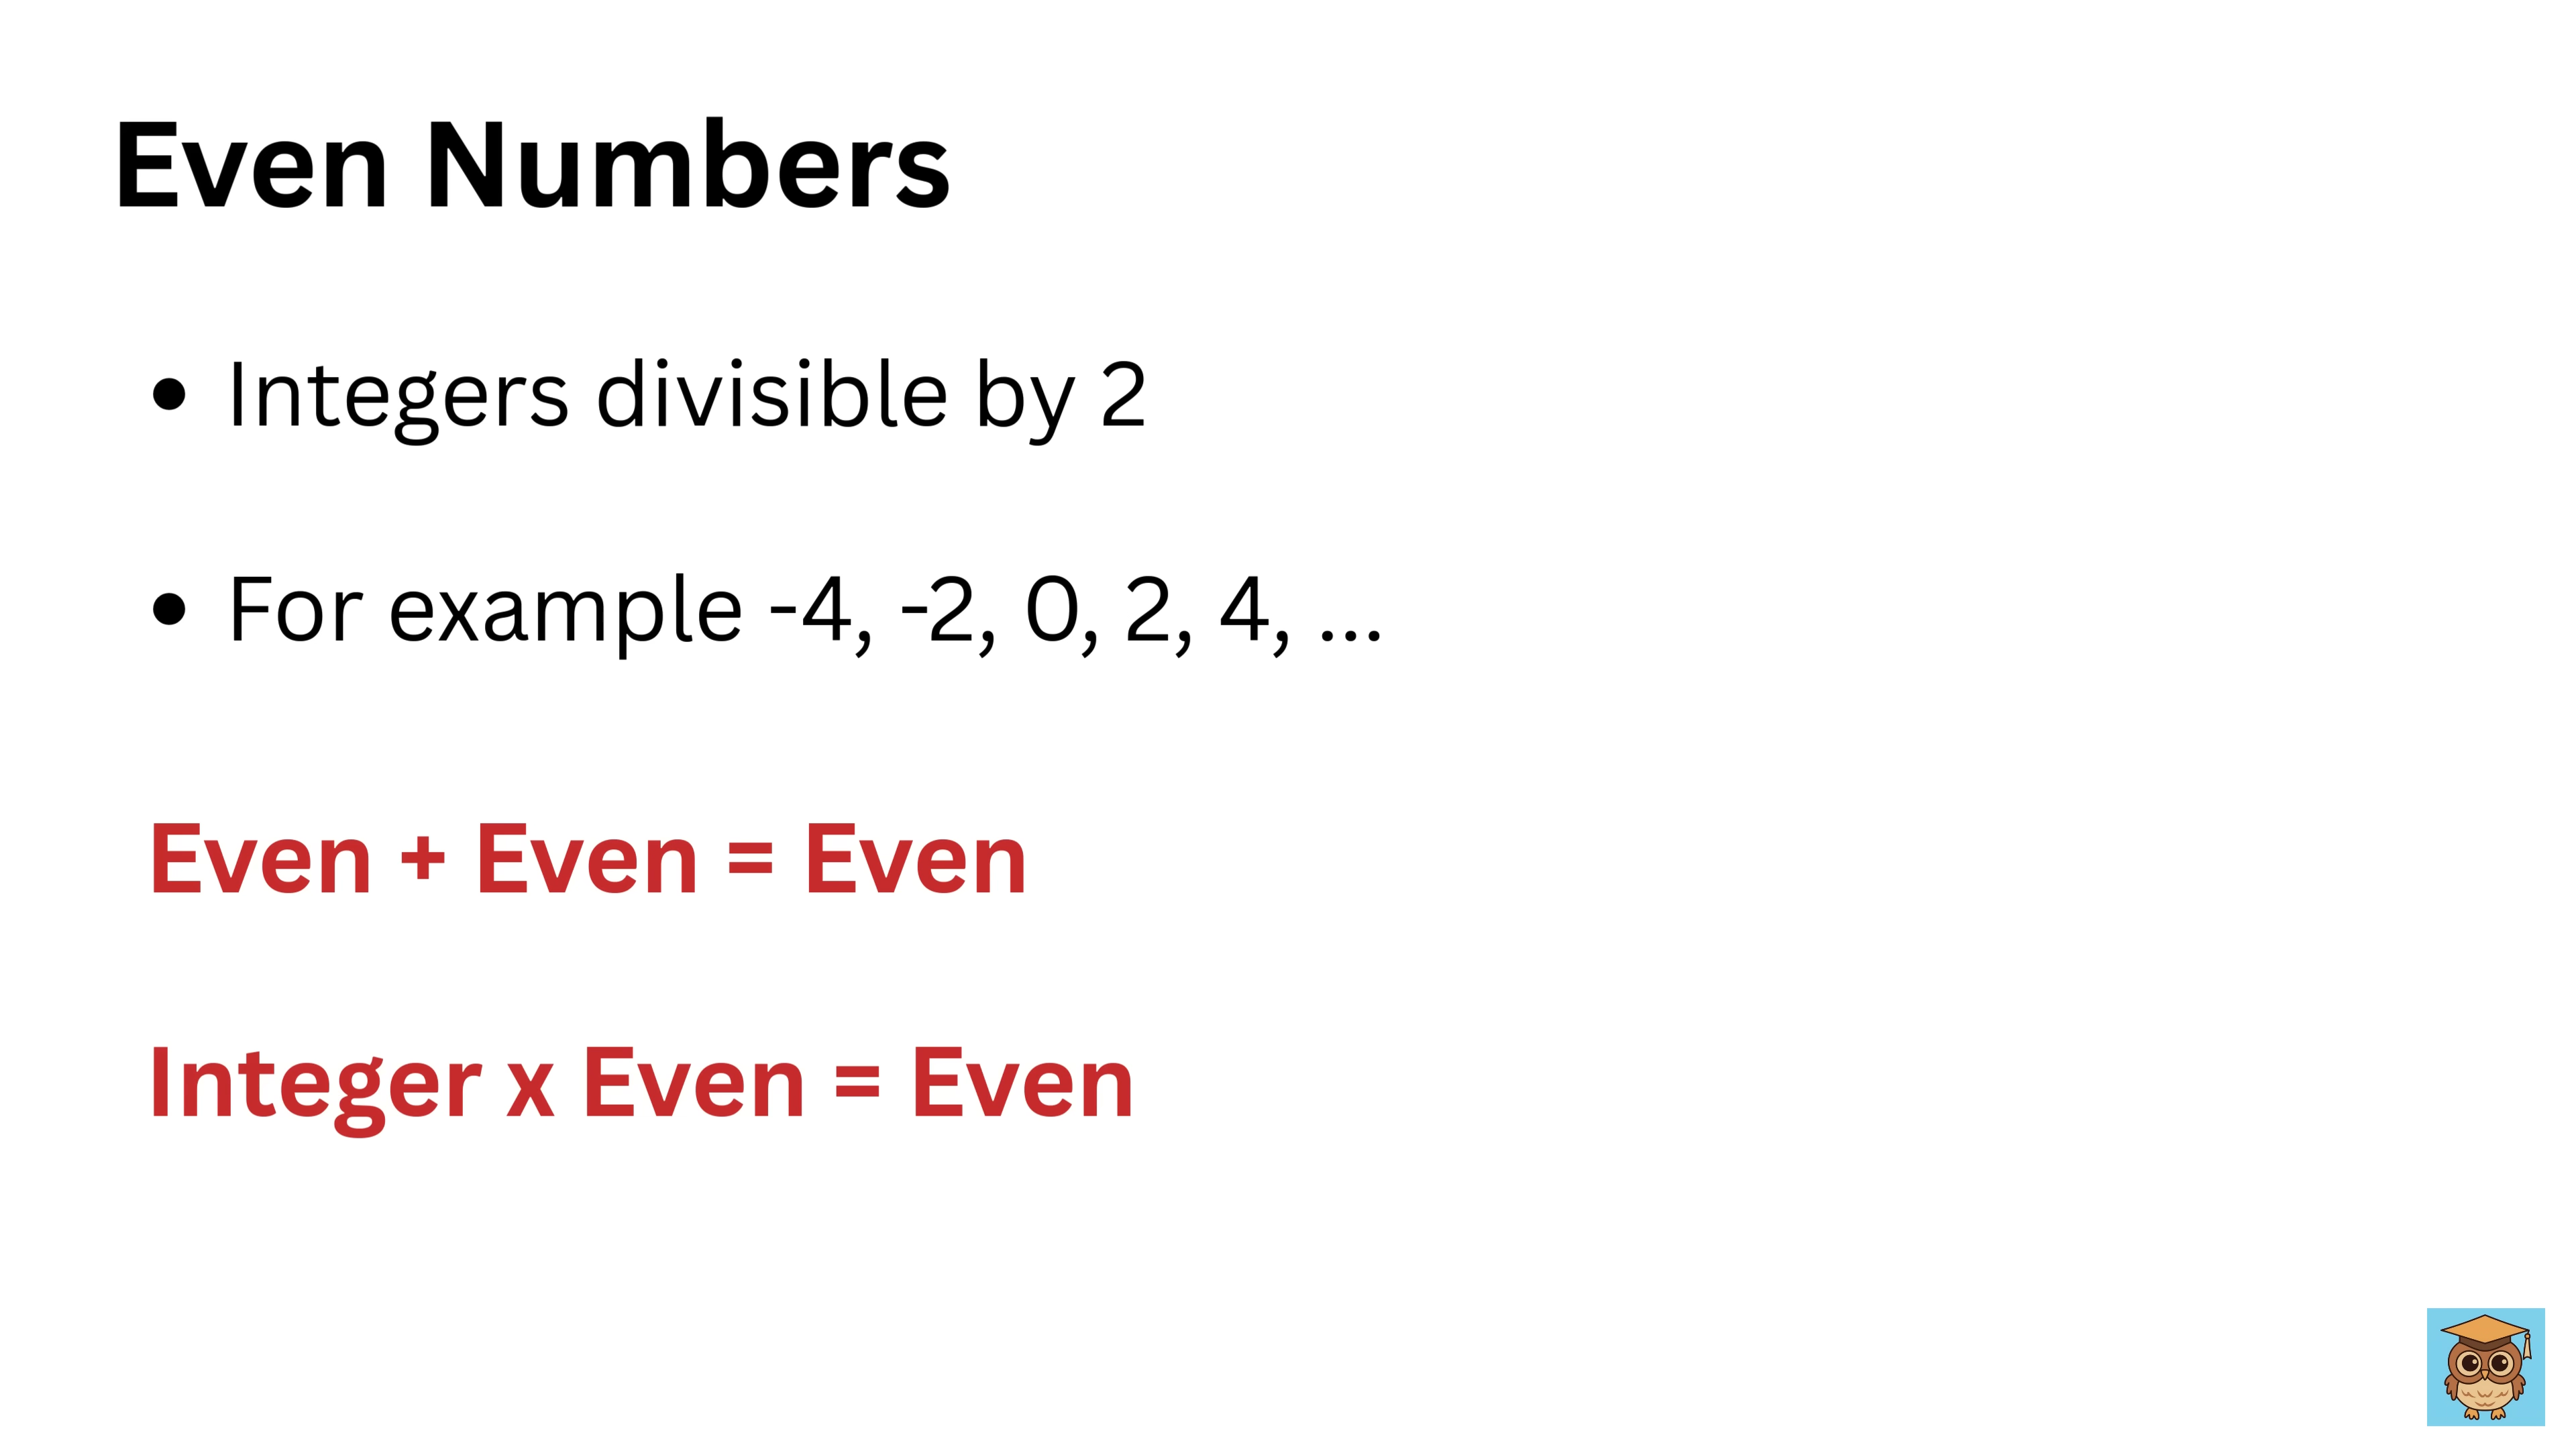 Even Numbers
• Integers divisible by 2
• For example -4, -2, 0, 2, 4, ...
Even + Even = Even
Integer x Even = Even